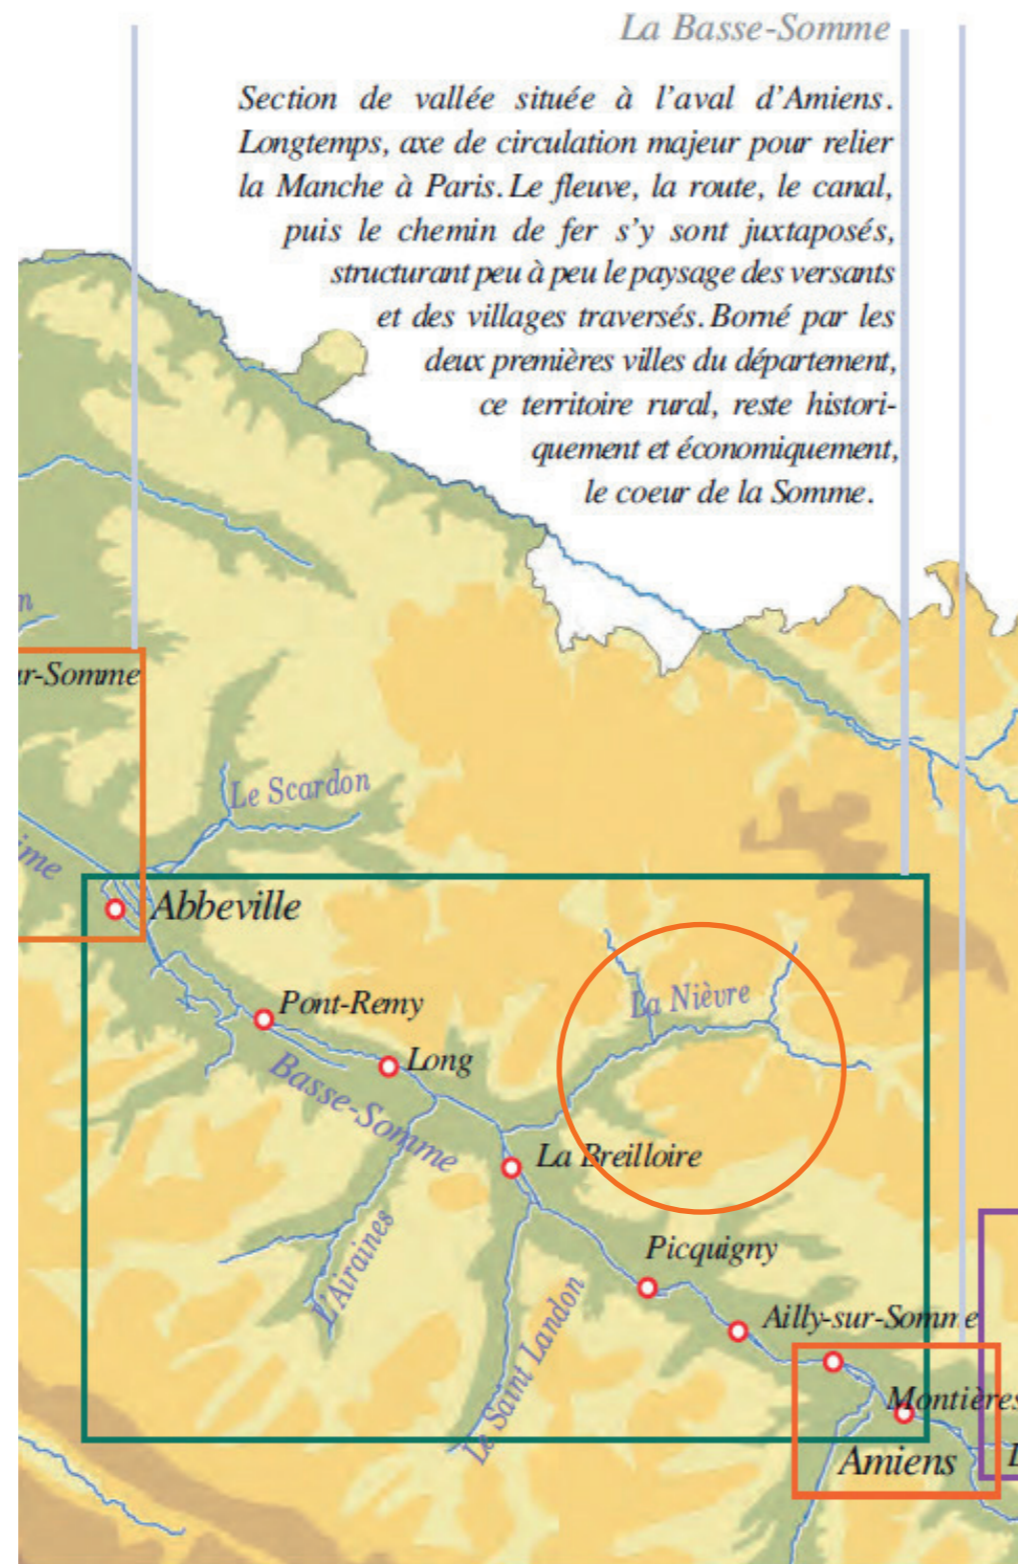 La Basse-Somme
Section de vallée située à l'aval d'Amiens.
Longtemps, axe de circulation majeur pour relier
la Manche à Paris. Le fleuve, la route, le canal,
puis le chemin de fer s'y sont juxtaposés,
structurant peu à peu le paysage des versants
et des villages traversés. Borné par les
deux premières villes du département,
ce territoire rural, reste histori-
quement et économiquement,
le coeur de la Somme.
n
ur-Somme
Le Scardon
ime
Abbeville
La Nièvre
Pont-Remy
Long
Basse-Somme
La Breilloire
L'Airaines
Picquigny
Le Saint Landon
Ailly-sur-Somme
Montières
Amiens
L